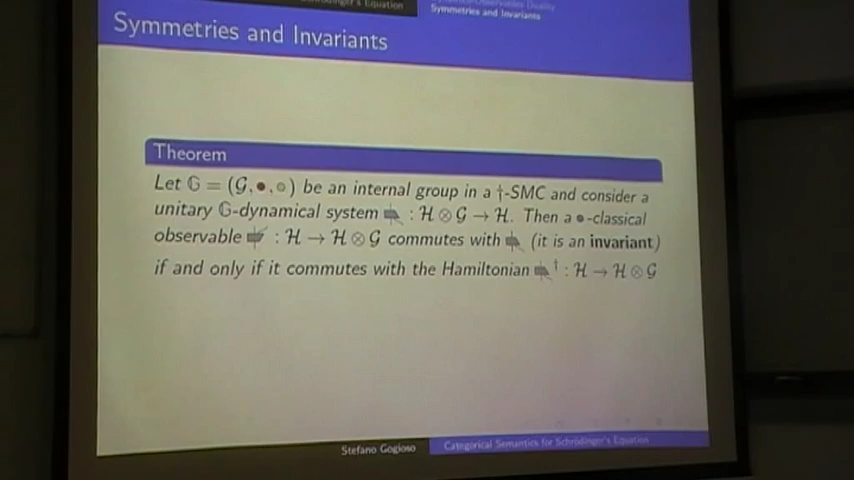 Schrödinger's Equation
Symmetries and Invariants
Symmetries and Invariants
Theorem
Let 𝔾 = (𝒢, ●, ●) be an internal group in a †-SMC and consider a
unitary 𝔾-dynamical system : ℋ ⊗ 𝒢 → ℋ. Then a ●-classical
observable : ℋ → ℋ ⊗ 𝒢 commutes with (it is an invariant)
if and only if it commutes with the Hamiltonian † : ℋ → ℋ ⊗ 𝒢
Stefano Gogioso
Categorical Semantics for Schrödinger's Equation